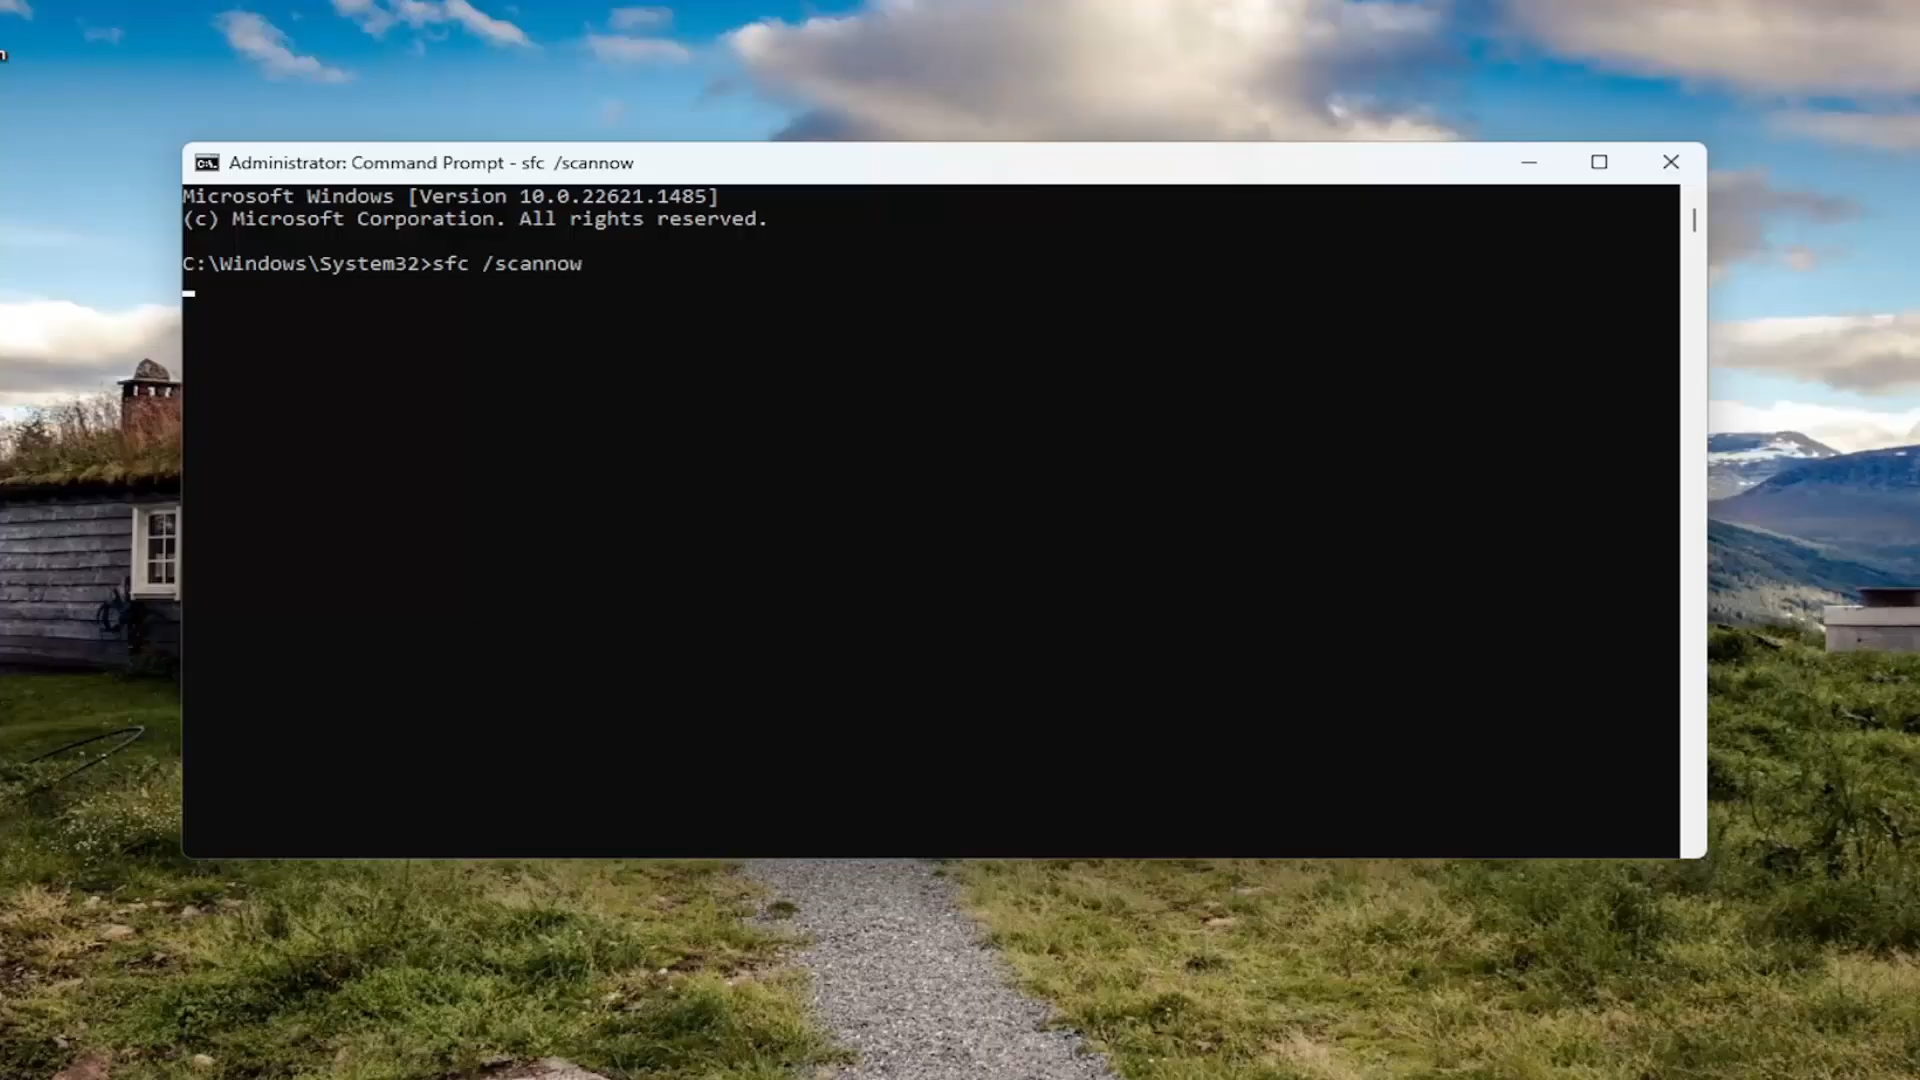 Administrator: Command Prompt - sfc  /scannow
Microsoft Windows [Version 10.0.22621.1485]
(c) Microsoft Corporation. All rights reserved.
C:\Windows\System32>sfc /scannow